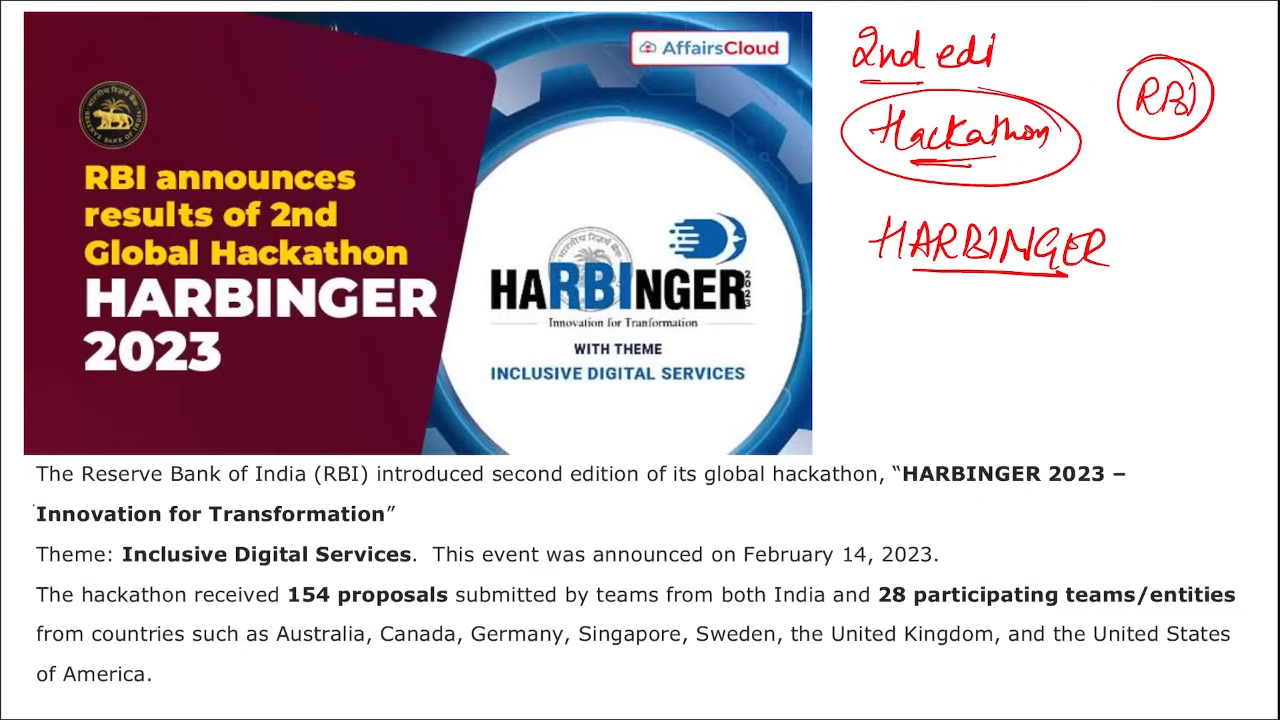 AffairsCloud
RBI announces
results of 2nd
Global Hackathon
HARBINGER
2023
HARBINGER 2023
Innovation for Tranformation
WITH THEME
INCLUSIVE DIGITAL SERVICES
2nd edi
Hackathon
RBI
HARBINGER
The Reserve Bank of India (RBI) introduced second edition of its global hackathon, “HARBINGER 2023 –
Innovation for Transformation”
Theme: Inclusive Digital Services.  This event was announced on February 14, 2023.
The hackathon received 154 proposals submitted by teams from both India and 28 participating teams/entities
from countries such as Australia, Canada, Germany, Singapore, Sweden, the United Kingdom, and the United States
of America.